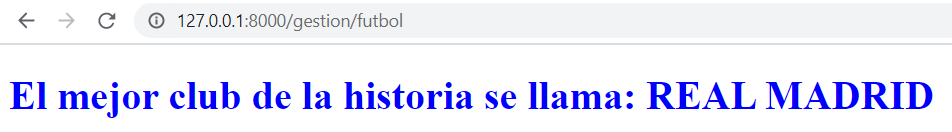 127.0.0.1:8000/gestion/futbol
El mejor club de la historia se llama: REAL MADRID